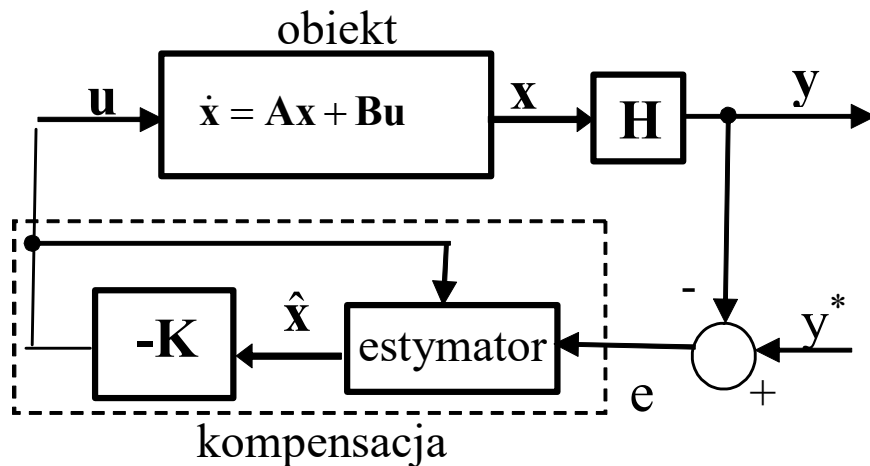 obiekt
u
ẋ = Ax + Bu
x
H
y
-
y*
+
e
estymator
x̂
-K
kompensacja